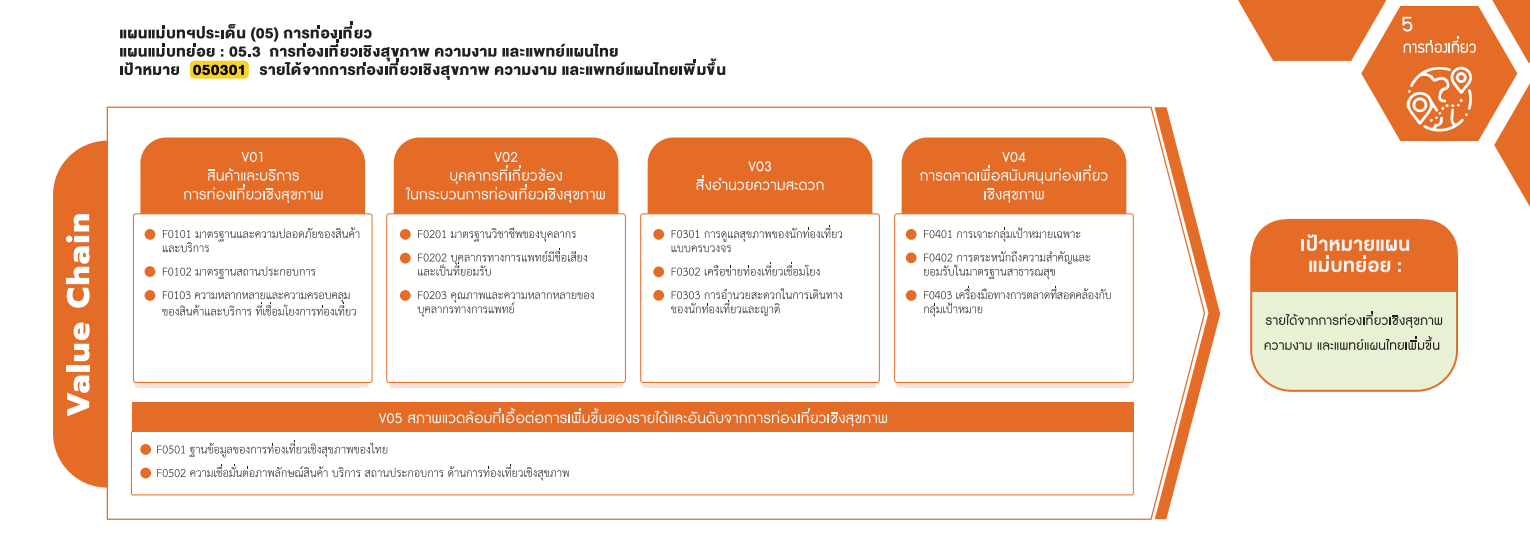 แผนแม่บทฯประเด็น (05) การท่องเที่ยว
แผนแม่บทย่อย : 05.3 การท่องเที่ยวเชิงสุขภาพ ความงาม และแพทย์แผนไทย
เป้าหมาย 050301 รายได้จากการท่องเที่ยวเชิงสุขภาพ ความงาม และแพทย์แผนไทยเพิ่มขึ้น
5
การท่องเที่ยว
Value Chain
V01
สินค้าและบริการ
การท่องเที่ยวเชิงสุขภาพ
F0101 มาตรฐานและความปลอดภัยของสินค้า
และบริการ
F0102 มาตรฐานสถานประกอบการ
F0103 ความหลากหลายและความครอบคลุม
ของสินค้าและบริการ ที่เชื่อมโยงการท่องเที่ยว
V02
บุคลากรที่เกี่ยวข้อง
ในกระบวนการท่องเที่ยวเชิงสุขภาพ
F0201 มาตรฐานวิชาชีพของบุคลากร
F0202 บุคลากรทางการแพทย์มีชื่อเสียง
และเป็นที่ยอมรับ
F0203 คุณภาพและความหลากหลายของ
บุคลากรทางการแพทย์
V03
สิ่งอำนวยความสะดวก
F0301 การดูแลสุขภาพของนักท่องเที่ยว
แบบครบวงจร
F0302 เครือข่ายท่องเที่ยวเชื่อมโยง
F0303 การอำนวยสะดวกในการเดินทาง
ของนักท่องเที่ยวและญาติ
V04
การตลาดเพื่อสนับสนุนท่องเที่ยว
เชิงสุขภาพ
F0401 การเจาะกลุ่มเป้าหมายเฉพาะ
F0402 การตระหนักถึงความสำคัญและ
ยอมรับในมาตรฐานสาธารณสุข
F0403 เครื่องมือทางการตลาดที่สอดคล้องกับ
กลุ่มเป้าหมาย
V05 สภาพแวดล้อมที่เอื้อต่อการเพิ่มขึ้นของรายได้และอันดับจากการท่องเที่ยวเชิงสุขภาพ
F0501 ฐานข้อมูลของการท่องเที่ยวเชิงสุขภาพของไทย
F0502 ความเชื่อมั่นต่อภาพลักษณ์สินค้า บริการ สถานประกอบการ ด้านการท่องเที่ยวเชิงสุขภาพ
เป้าหมายแผน
แม่บทย่อย :
รายได้จากการท่องเที่ยวเชิงสุขภาพ
ความงาม และแพทย์แผนไทยเพิ่มขึ้น